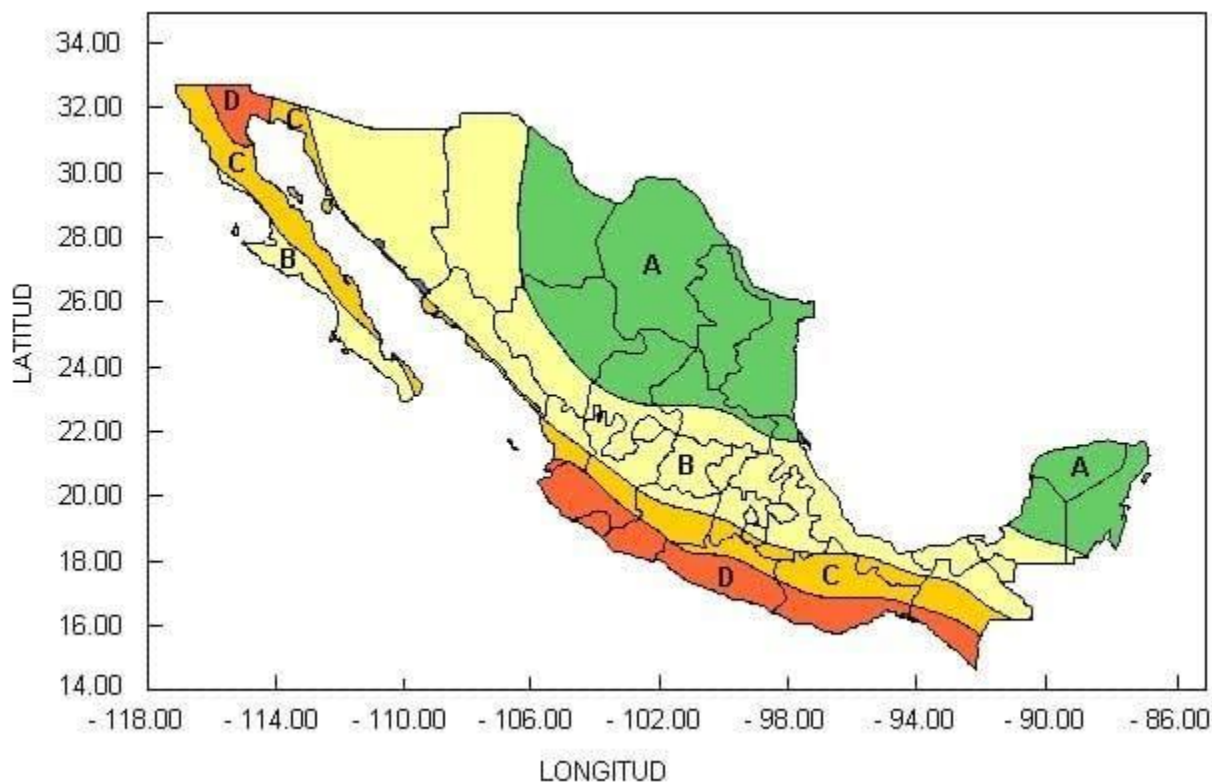 34.00
32.00
30.00
28.00
26.00
24.00
22.00
20.00
18.00
16.00
14.00
LATITUD
D
C
C
B
A
A
B
C
D
- 118.00 - 114.00 - 110.00 - 106.00 - 102.00 - 98.00 - 94.00 - 90.00 - 86.00
LONGITUD